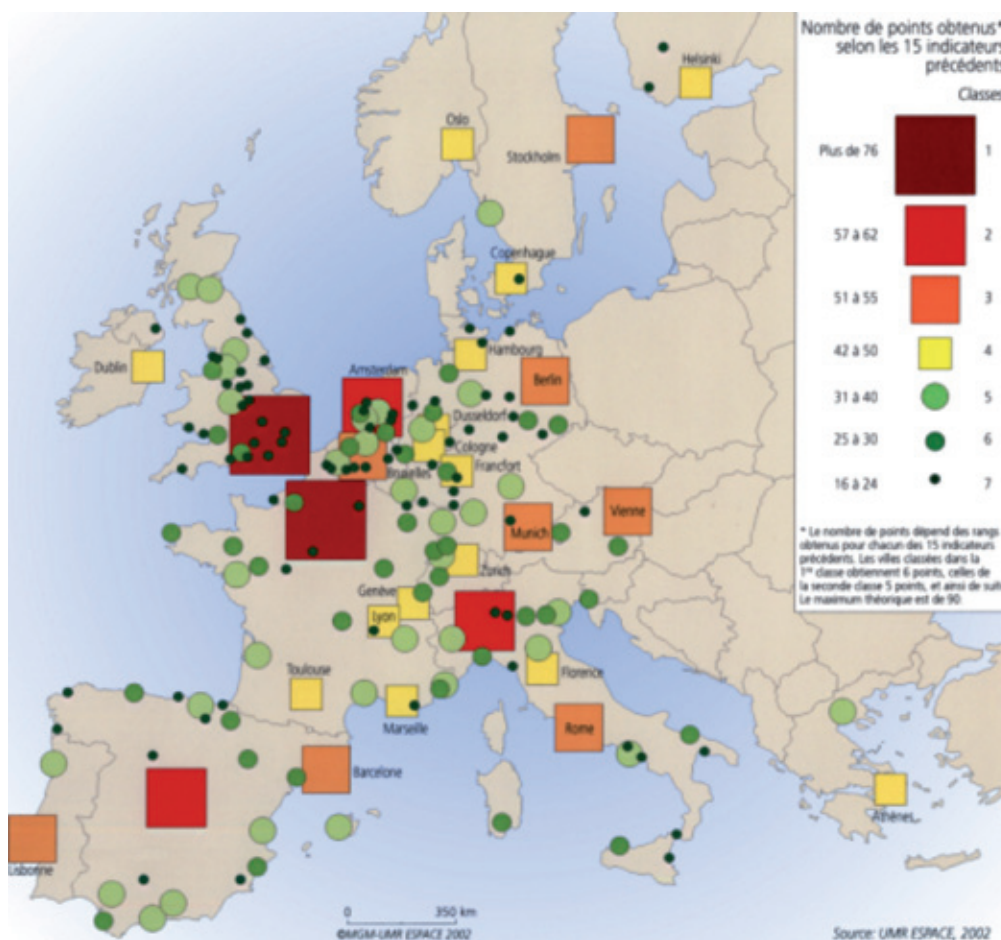 Nombre de points obtenus*
selon les 15 indicateurs
précédents
Classes
Plus de 76 1
57 à 62 2
51 à 55 3
42 à 50 4
31 à 40 5
25 à 30 6
16 à 24 7
* Le nombre de points dépend des rangs
obtenus pour chacun des 15 indicateurs
précédents. Les villes classées dans la
1re classe obtiennent 6 points, celles de
la seconde classe 5 points, et ainsi de suite
Le maximum théorique est de 90.
Helsinki
Oslo
Stockholm
Copenhague
Dublin
Hambourg
Amsterdam
Berlin
Dusseldorf
Cologne
Bruxelles
Francfort
Munich
Vienne
Zurich
Genève
Lyon
Toulouse
Florence
Marseille
Rome
Barcelone
Athènes
Lisbonne
0 350 km
©MGM-UMR ESPACE 2002
Source: UMR ESPACE, 2002